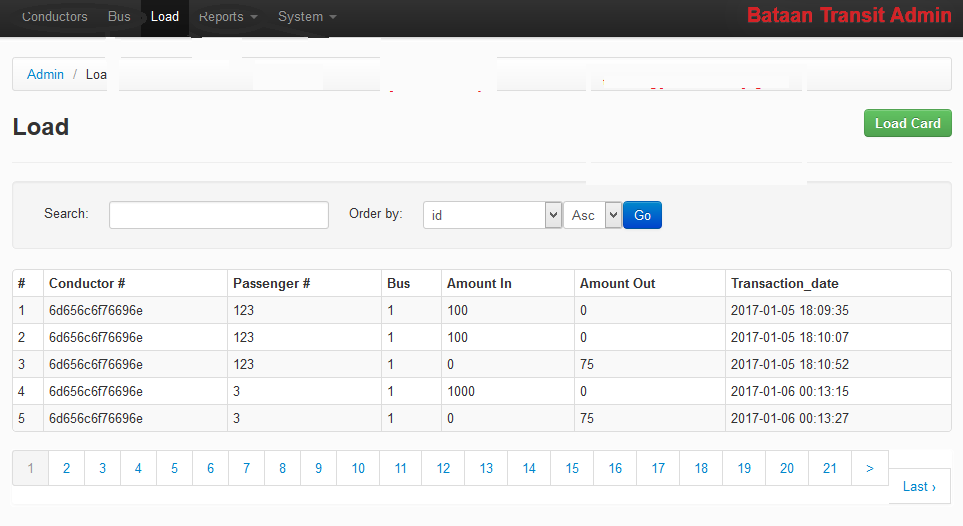 Conductors Bus Load Reports System Bataan Transit Admin
Admin / Loa
Load Load Card
Search: Order by: id Asc Go
# Conductor # Passenger # Bus Amount In Amount Out Transaction_date
1 6d656c6f76696e 123 1 100 0 2017-01-05 18:09:35
2 6d656c6f76696e 123 1 100 0 2017-01-05 18:10:07
3 6d656c6f76696e 123 1 0 75 2017-01-05 18:10:52
4 6d656c6f76696e 3 1 1000 0 2017-01-06 00:13:15
5 6d656c6f76696e 3 1 0 75 2017-01-06 00:13:27
1 2 3 4 5 6 7 8 9 10 11 12 13 14 15 16 17 18 19 20 21 >
Last ›